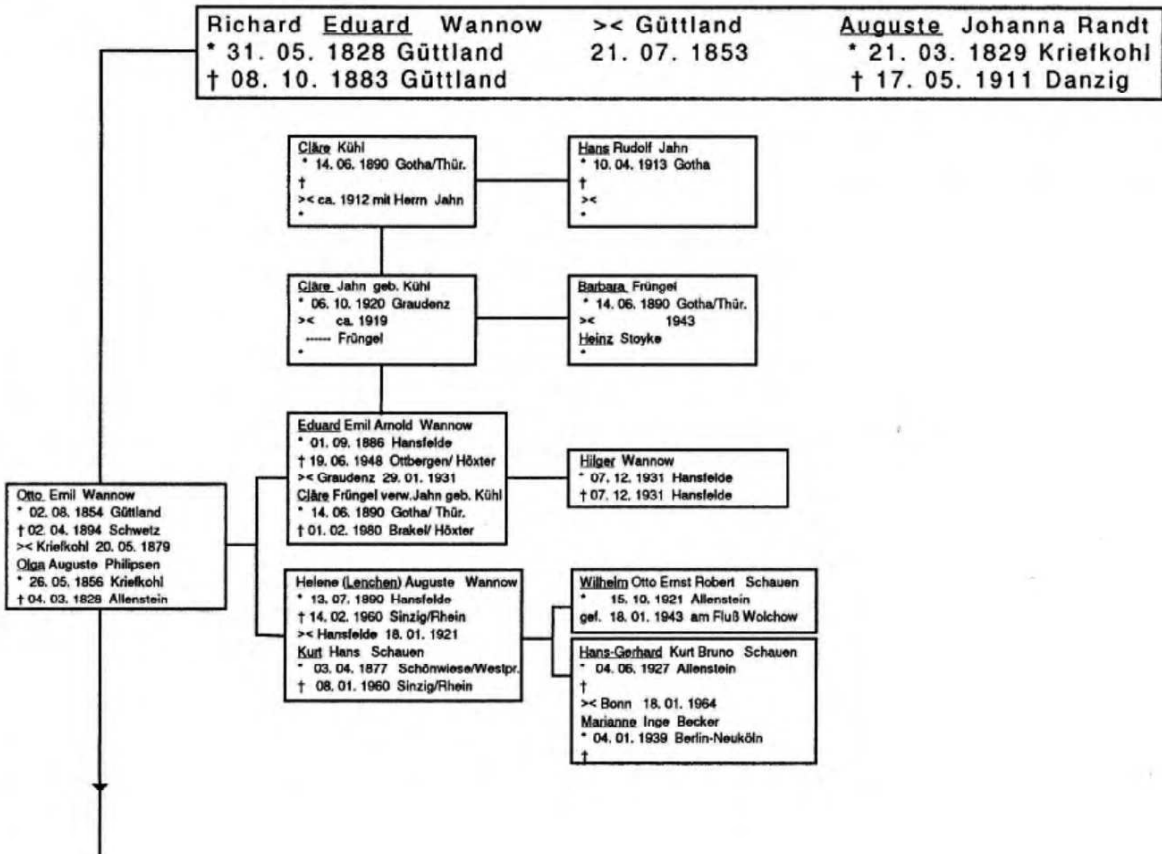 Richard Eduard Wannow >< Güttland Auguste Johanna Randt
* 31. 05. 1828 Güttland 21. 07. 1853 * 21. 03. 1829 Kriefkohl
† 08. 10. 1883 Güttland † 17. 05. 1911 Danzig
Cläre Kühl
* 14. 06. 1890 Gotha/Thür.
†
>< ca. 1912 mit Herrn Jahn
*
Hans Rudolf Jahn
* 10. 04. 1913 Gotha
†
><
*
Cläre Jahn geb. Kühl
* 06. 10. 1920 Graudenz
>< ca. 1919
------ Früngel
*
Barbara Früngel
* 14. 06. 1890 Gotha/Thür.
>< 1943
Heinz Stoyke
*
Eduard Emil Arnold Wannow
* 01. 09. 1886 Hansfelde
† 19. 06. 1948 Ottbergen/ Höxter
>< Graudenz 29. 01. 1931
Cläre Früngel verw.Jahn geb. Kühl
* 14. 06. 1890 Gotha/ Thür.
† 01. 02. 1980 Brakel/ Höxter
Hilger Wannow
* 07. 12. 1931 Hansfelde
† 07. 12. 1931 Hansfelde
Otto Emil Wannow
* 02. 08. 1854 Güttland
† 02. 04. 1894 Schwetz
>< Kriefkohl 20. 05. 1879
Olga Auguste Philipsen
* 26. 05. 1856 Kriefkohl
† 04. 03. 1828 Allenstein
Helene (Lenchen) Auguste Wannow
* 13. 07. 1890 Hansfelde
† 14. 02. 1960 Sinzig/Rhein
>< Hansfelde 18. 01. 1921
Kurt Hans Schauen
* 03. 04. 1877 Schönwiese/Westpr.
† 08. 01. 1960 Sinzig/Rhein
Wilhelm Otto Ernst Robert Schauen
* 15. 10. 1921 Allenstein
gef. 18. 01. 1943 am Fluß Wolchow
Hans-Gerhard Kurt Bruno Schauen
* 04. 06. 1927 Allenstein
†
>< Bonn 18. 01. 1964
Marianne Inge Becker
* 04. 01. 1939 Berlin-Neuköln
†